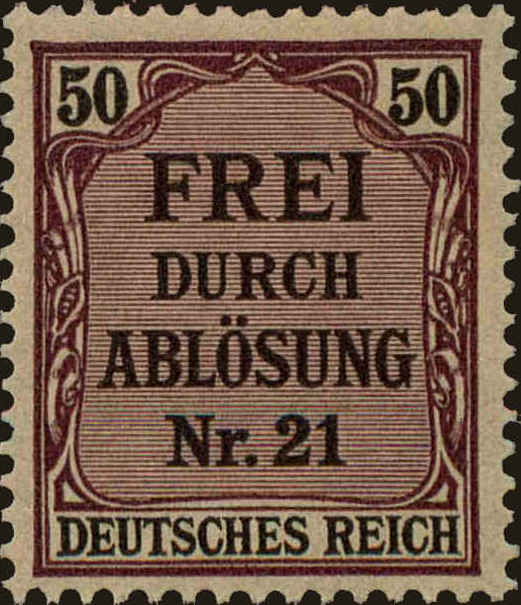 50 50
FREI
DURCH
ABLÖSUNG
Nr. 21
DEUTSCHES REICH